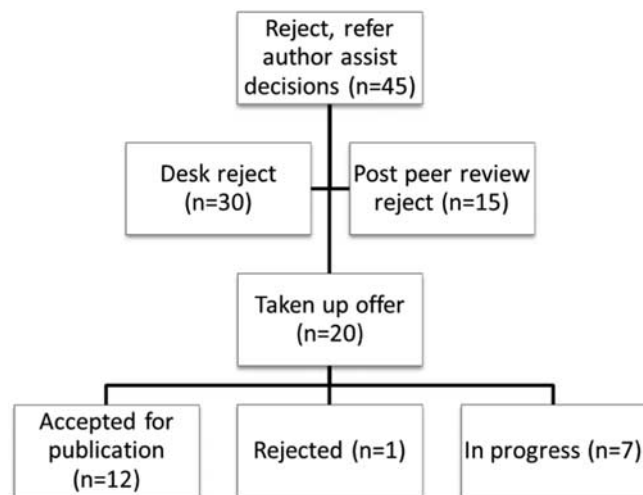 Reject, refer
author assist
decisions (n=45)
Desk reject
(n=30)
Post peer review
reject (n=15)
Taken up offer
(n=20)
Accepted for
publication
(n=12)
Rejected (n=1)
In progress (n=7)